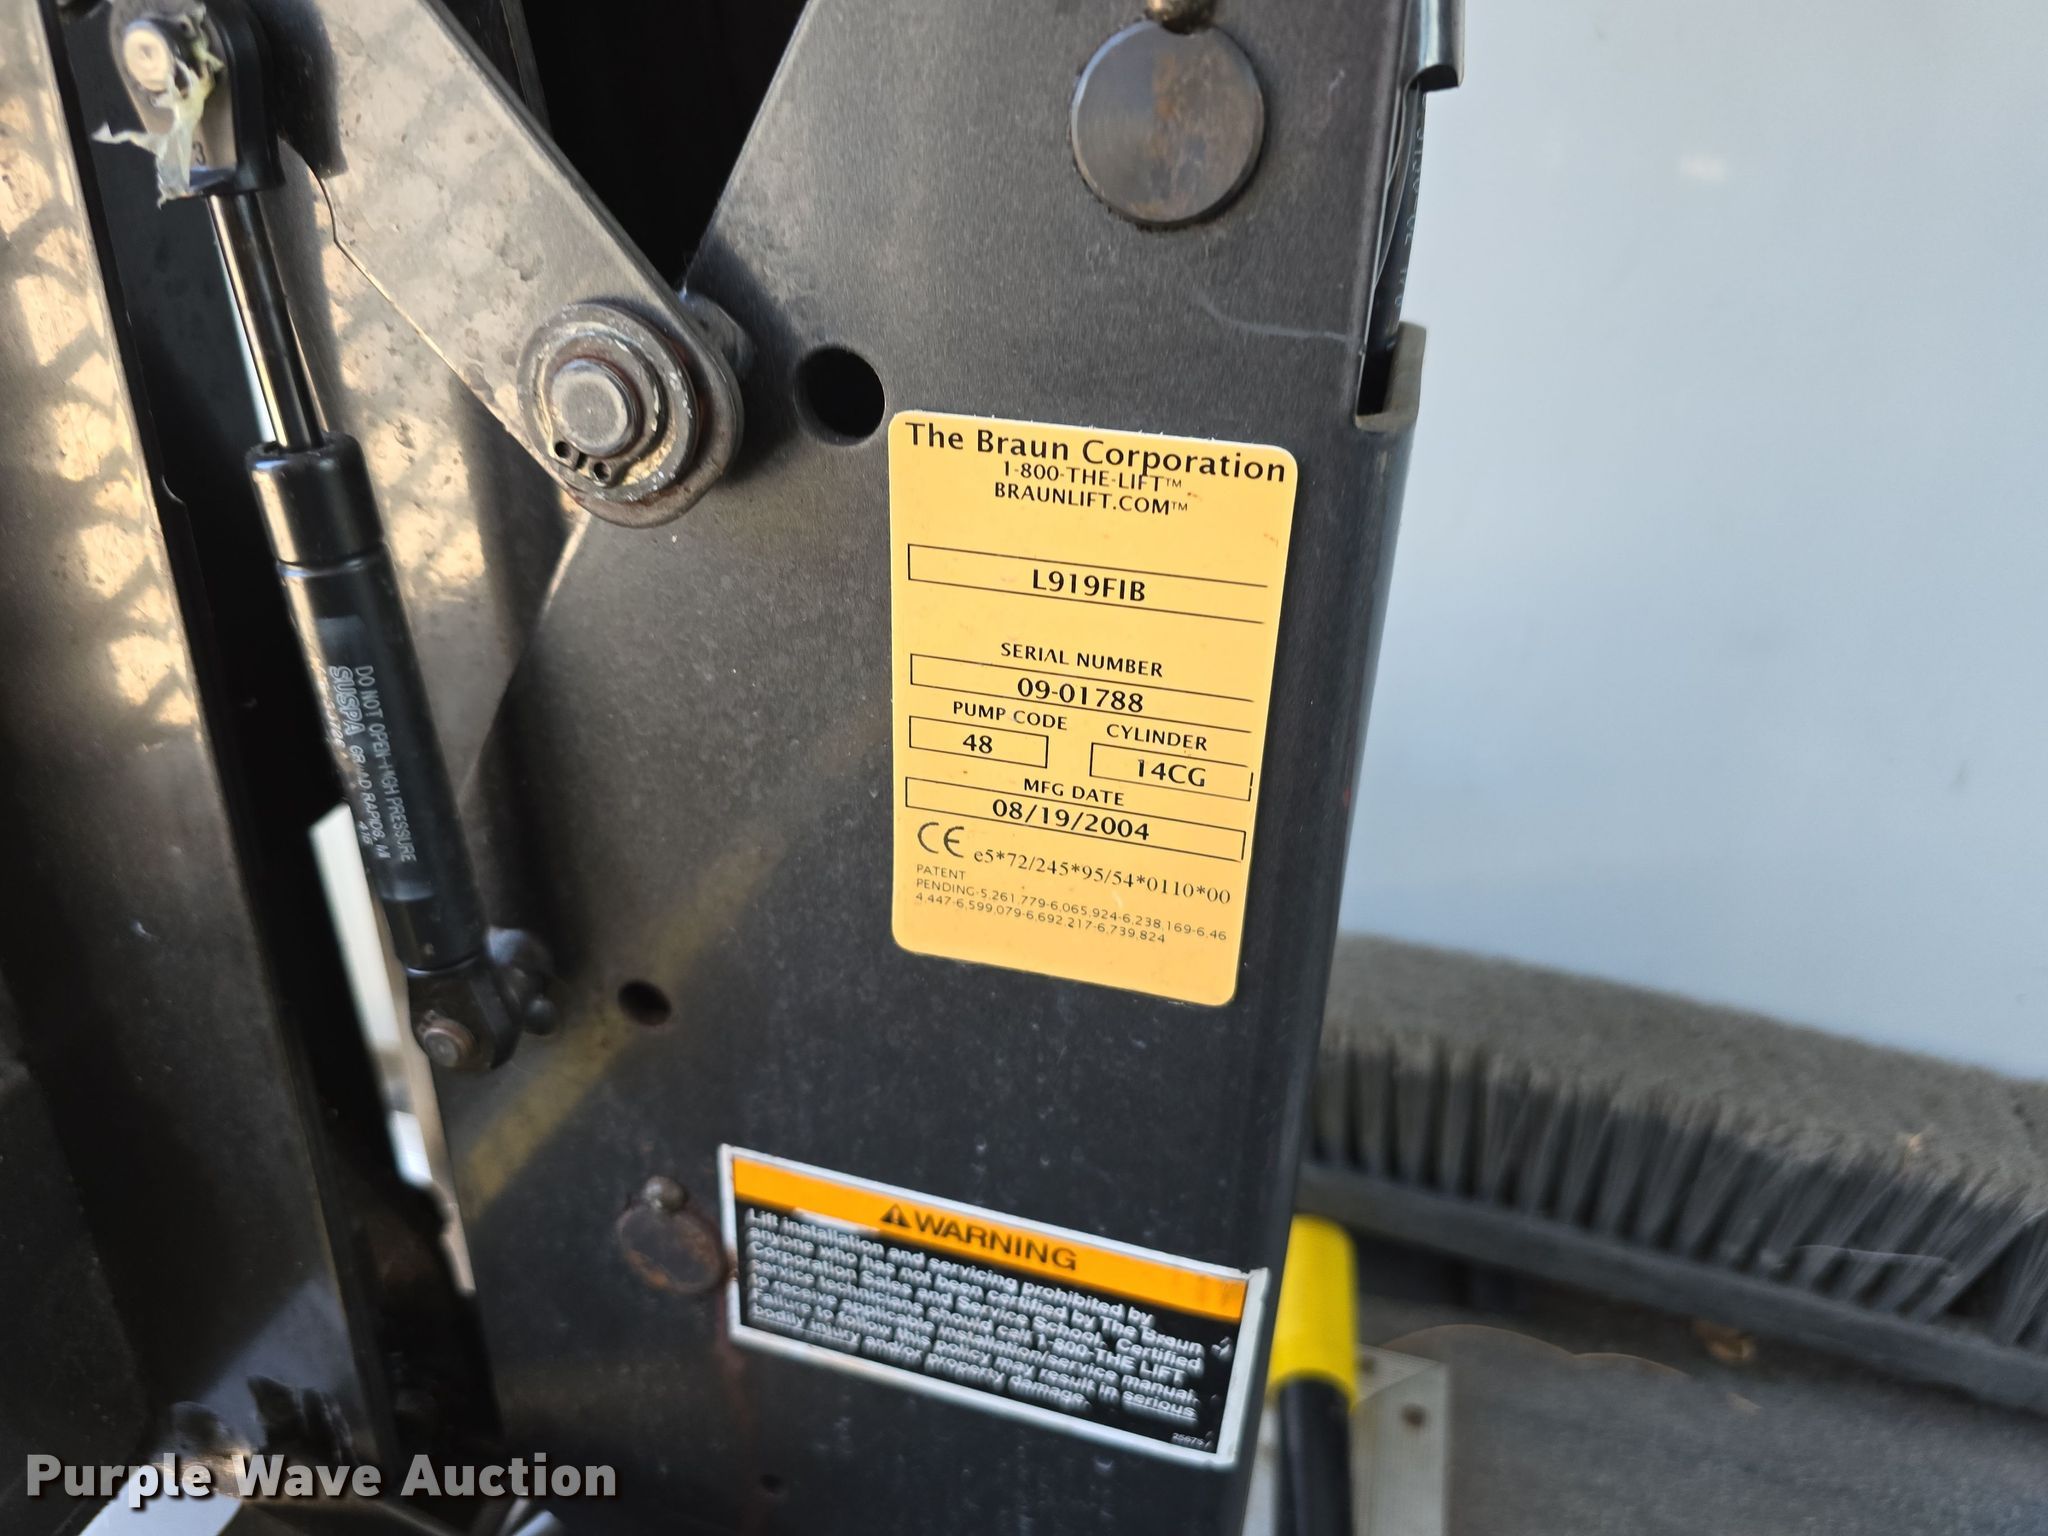 The Braun Corporation
1-800-THE-LIFT™
BRAUNLIFT.COM™
L919FIB
SERIAL NUMBER
09-01788
PUMP CODE
CYLINDER
48
14CG
MFG DATE
08/19/2004
CE e5*72/245*95/54*0110*00
PATENT
PENDING-5,261,779-6,065,924-6,238,169-6,46
4,447-6,599,079-6,692,217-6,739,824
⚠WARNING
Lift installation and servicing prohibited by
anyone who has not been certified by The Braun
Corporation Sales and Service School. Certified
service technicians should call 1-800-THE LIFT
to receive applicable installation/service manual.
Failure to follow this policy may result in serious
bodily injury and/or property damage.
DO NOT OPEN-HIGH PRESSURE
SUSPA GRAND RAPIDS, MI
Purple Wave Auction